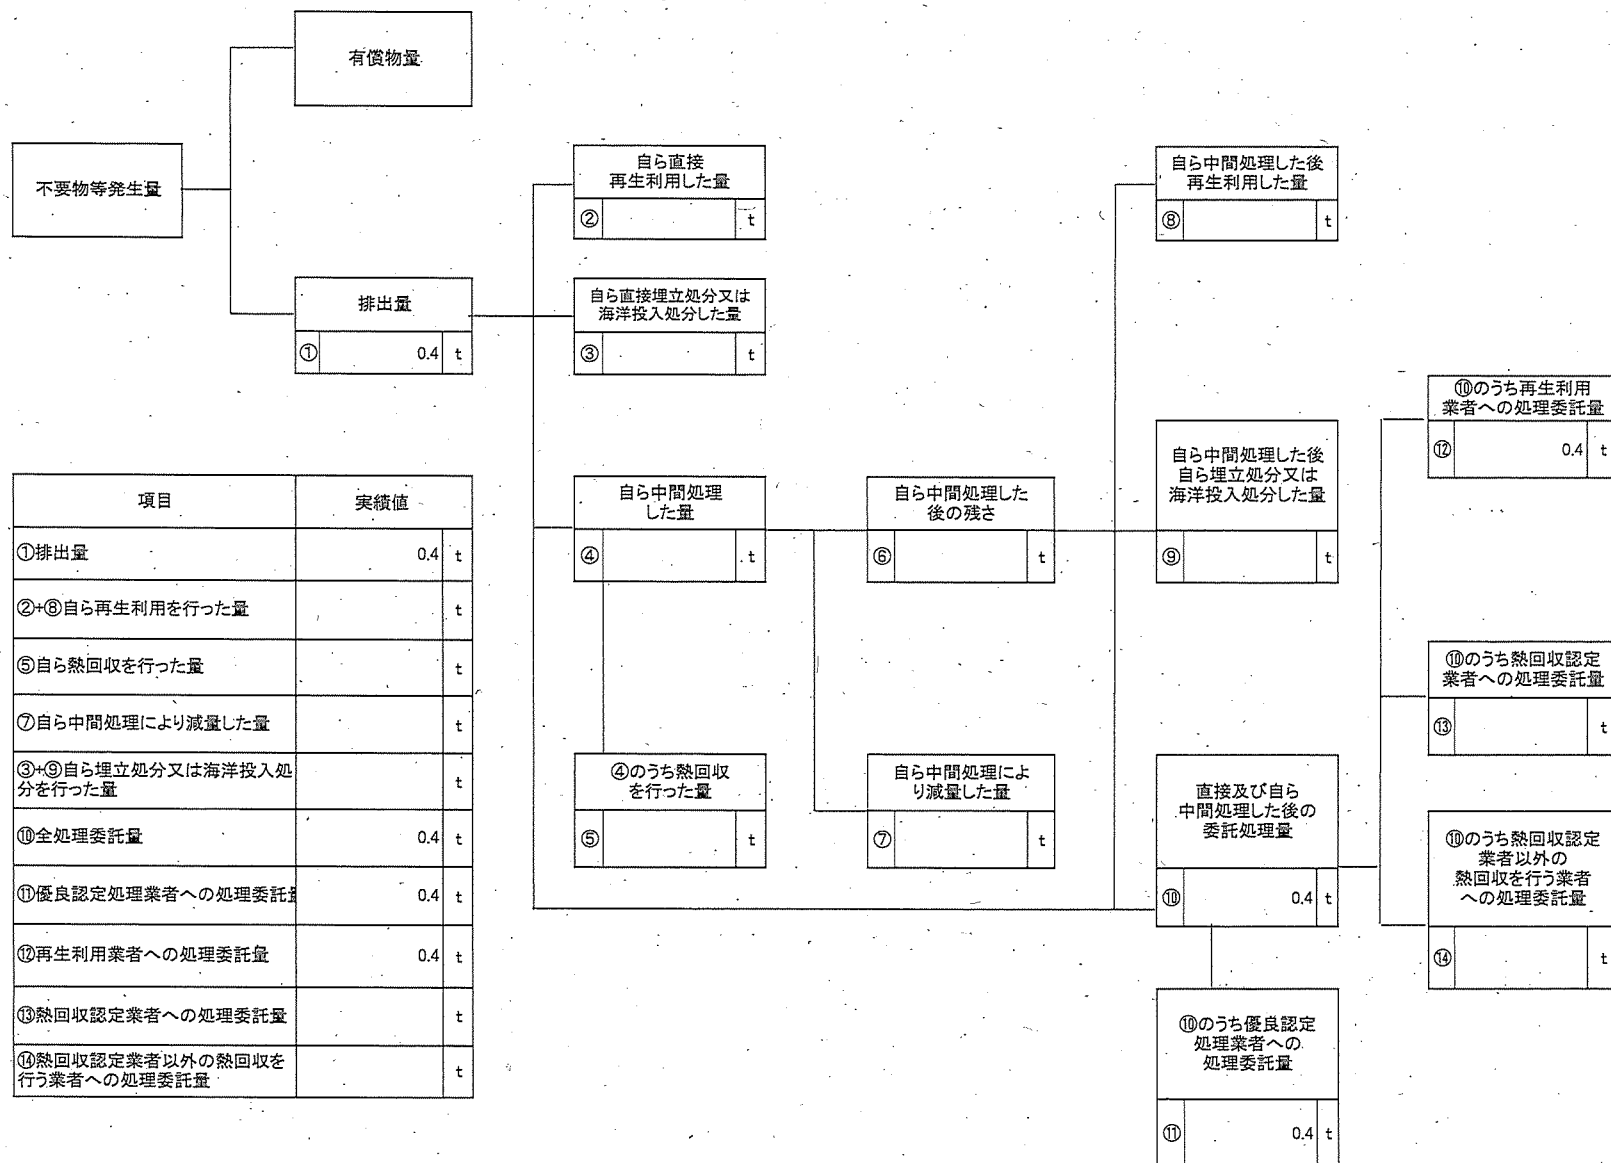 有償物量
不要物等発生量
排出量
① 0.4 t
自ら直接
再生利用した量
② t
自ら直接埋立処分又は
海洋投入処分した量
③ t
自ら中間処理
した量
④ t
④のうち熱回収
を行った量
⑤ t
自ら中間処理した
後の残さ
⑥ t
自ら中間処理によ
り減量した量
⑦ t
自ら中間処理した後
再生利用した量
⑧ t
自ら中間処理した後
自ら埋立処分又は
海洋投入処分した量
⑨ t
直接及び自ら
中間処理した後の
委託処理量
⑩ 0.4 t
⑩のうち優良認定
処理業者への
処理委託量
⑪ 0.4 t
⑩のうち再生利用
業者への処理委託量
⑫ 0.4 t
⑩のうち熱回収認定
業者への処理委託量
⑬ t
⑩のうち熱回収認定
業者以外の
熱回収を行う業者
への処理委託量
⑭ t
項目 実績値
①排出量 0.4 t
②+⑧自ら再生利用を行った量 t
⑤自ら熱回収を行った量 t
⑦自ら中間処理により減量した量 t
③+⑨自ら埋立処分又は海洋投入処
分を行った量 t
⑩全処理委託量 0.4 t
⑪優良認定処理業者への処理委託量 0.4 t
⑫再生利用業者への処理委託量 0.4 t
⑬熱回収認定業者への処理委託量 t
⑭熱回収認定業者以外の熱回収を
行う業者への処理委託量 t